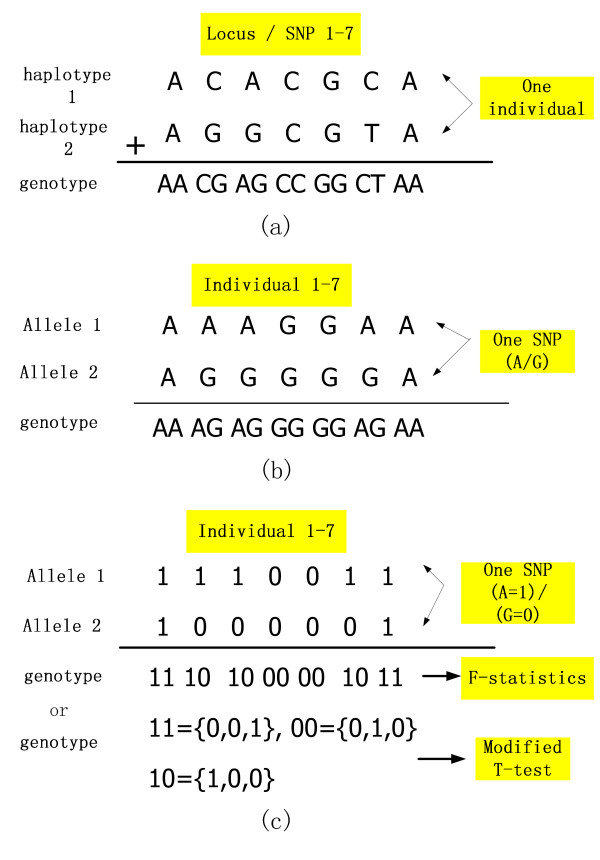 Locus / SNP 1-7
haplotype
1
A C A C G C A
One
individual
haplotype
2
+ A G G C G T A
genotype
AA CG AG CC GG CT AA
(a)
Individual 1-7
Allele 1
A A A G G A A
One SNP
(A/G)
Allele 2
A G G G G G A
genotype
AA AG AG GG GG AG AA
(b)
Individual 1-7
Allele 1
1 1 1 0 0 1 1
One SNP
(A=1)/
(G=0)
Allele 2
1 0 0 0 0 0 1
genotype
11 10 10 00 00 10 11
F-statistics
or
genotype
11={0,0,1}, 00={0,1,0}
10={1,0,0}
Modified
T-test
(c)